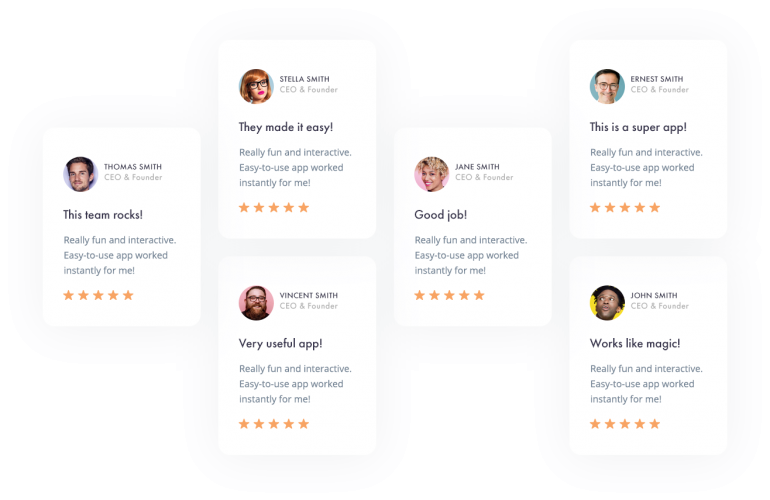 THOMAS SMITH
CEO & Founder
This team rocks!
Really fun and interactive.
Easy-to-use app worked
instantly for me!
STELLA SMITH
CEO & Founder
They made it easy!
Really fun and interactive.
Easy-to-use app worked
instantly for me!
VINCENT SMITH
CEO & Founder
Very useful app!
Really fun and interactive.
Easy-to-use app worked
instantly for me!
JANE SMITH
CEO & Founder
Good job!
Really fun and interactive.
Easy-to-use app worked
instantly for me!
ERNEST SMITH
CEO & Founder
This is a super app!
Really fun and interactive.
Easy-to-use app worked
instantly for me!
JOHN SMITH
CEO & Founder
Works like magic!
Really fun and interactive.
Easy-to-use app worked
instantly for me!